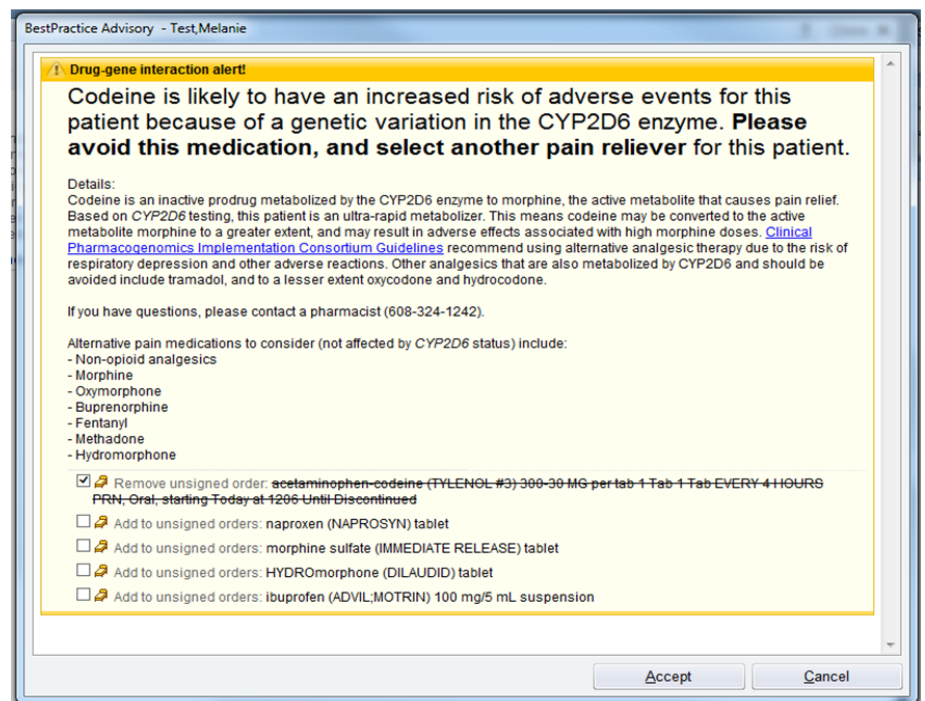 BestPractice Advisory - Test,Melanie
Drug-gene interaction alert!
Codeine is likely to have an increased risk of adverse events for this
patient because of a genetic variation in the CYP2D6 enzyme. Please
avoid this medication, and select another pain reliever for this patient.
Details:
Codeine is an inactive prodrug metabolized by the CYP2D6 enzyme to morphine, the active metabolite that causes pain relief.
Based on CYP2D6 testing, this patient is an ultra-rapid metabolizer. This means codeine may be converted to the active
metabolite morphine to a greater extent, and may result in adverse effects associated with high morphine doses. Clinical
Pharmacogenomics Implementation Consortium Guidelines recommend using alternative analgesic therapy due to the risk of
respiratory depression and other adverse reactions. Other analgesics that are also metabolized by CYP2D6 and should be
avoided include tramadol, and to a lesser extent oxycodone and hydrocodone.
If you have questions, please contact a pharmacist (608-324-1242).
Alternative pain medications to consider (not affected by CYP2D6 status) include:
- Non-opioid analgesics
- Morphine
- Oxymorphone
- Buprenorphine
- Fentanyl
- Methadone
- Hydromorphone
Remove unsigned order: acetaminophen-codeine (TYLENOL #3) 300-30 MG per tab 1 Tab 1 Tab EVERY 4 HOURS
PRN, Oral, starting Today at 1206 Until Discontinued
Add to unsigned orders: naproxen (NAPROSYN) tablet
Add to unsigned orders: morphine sulfate (IMMEDIATE RELEASE) tablet
Add to unsigned orders: HYDROmorphone (DILAUDID) tablet
Add to unsigned orders: ibuprofen (ADVIL;MOTRIN) 100 mg/5 mL suspension
Accept
Cancel